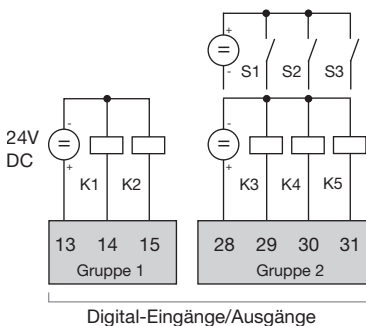 +
=
-
S1 S2 S3
- -
24V
DC
= K1 K2 = K3 K4 K5
+ +
13 14 15 28 29 30 31
Gruppe 1 Gruppe 2
Digital-Eingänge/Ausgänge